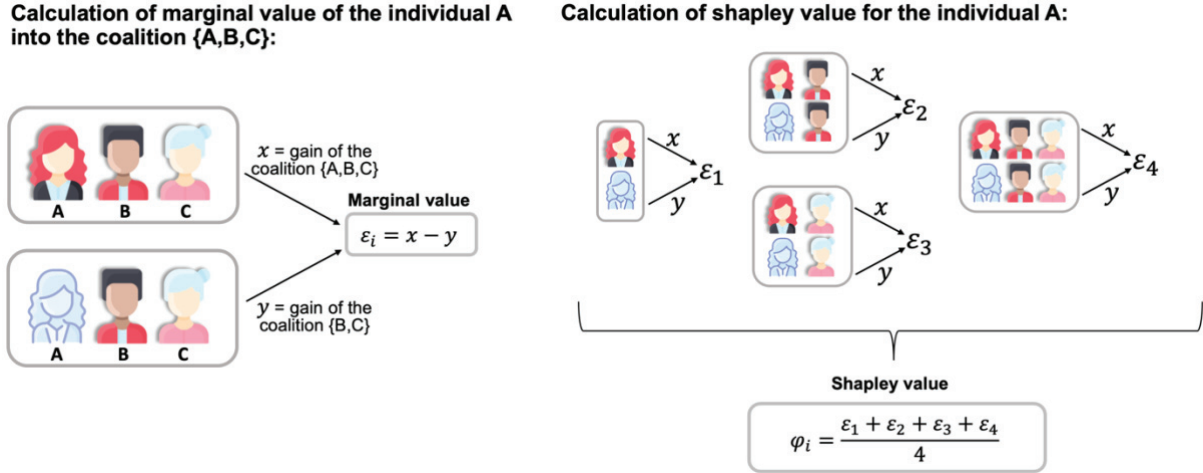 Calculation of marginal value of the individual A
into the coalition {A,B,C}:
A B C
x = gain of the
coalition {A,B,C}
Marginal value
εᵢ = x − y
A B C
y = gain of the
coalition {B,C}
Calculation of shapley value for the individual A:
x
y
ε₁
x
y
ε₂
x
y
ε₃
x
y
ε₄
Shapley value
φᵢ = (ε₁ + ε₂ + ε₃ + ε₄) / 4